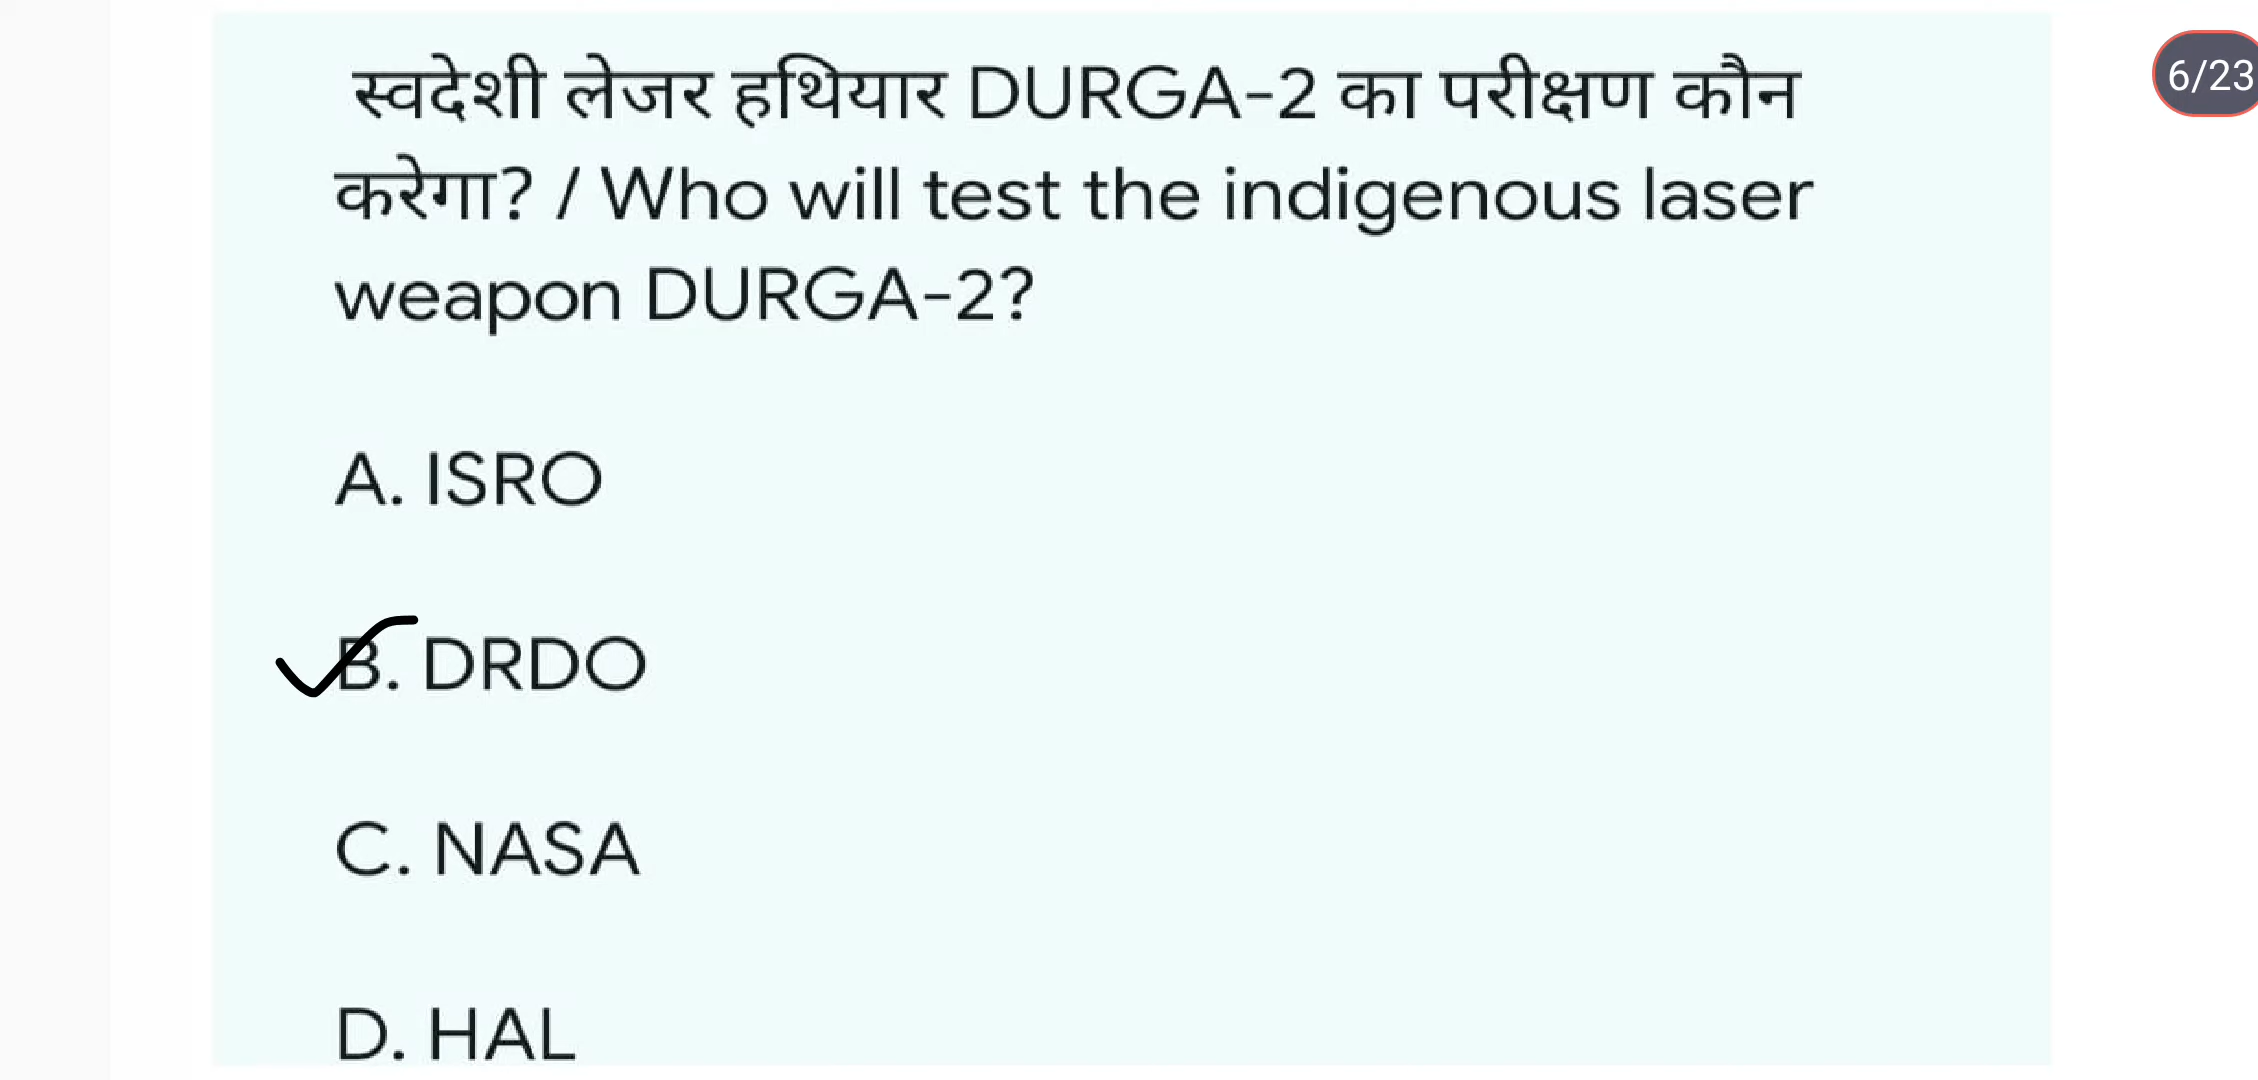 स्वदेशी लेजर हथियार DURGA-2 का परीक्षण कौन
करेगा? / Who will test the indigenous laser
weapon DURGA-2?
6/23
A. ISRO
B. DRDO
C. NASA
D. HAL